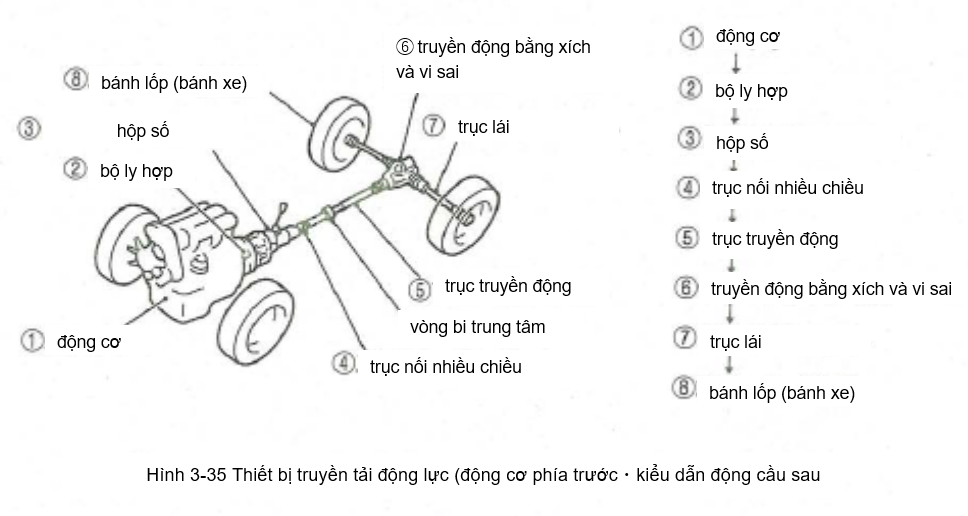 ⑥ truyền động bằng xích
và vi sai
⑧ bánh lốp (bánh xe)
⑦ trục lái
③ hộp số
② bộ ly hợp
⑤ trục truyền động
vòng bi trung tâm
① động cơ
④ trục nối nhiều chiều
① động cơ
② bộ ly hợp
③ hộp số
④ trục nối nhiều chiều
⑤ trục truyền động
⑥ truyền động bằng xích và vi sai
⑦ trục lái
⑧ bánh lốp (bánh xe)
Hình 3-35 Thiết bị truyền tải động lực (động cơ phía trước・kiểu dẫn động cầu sau